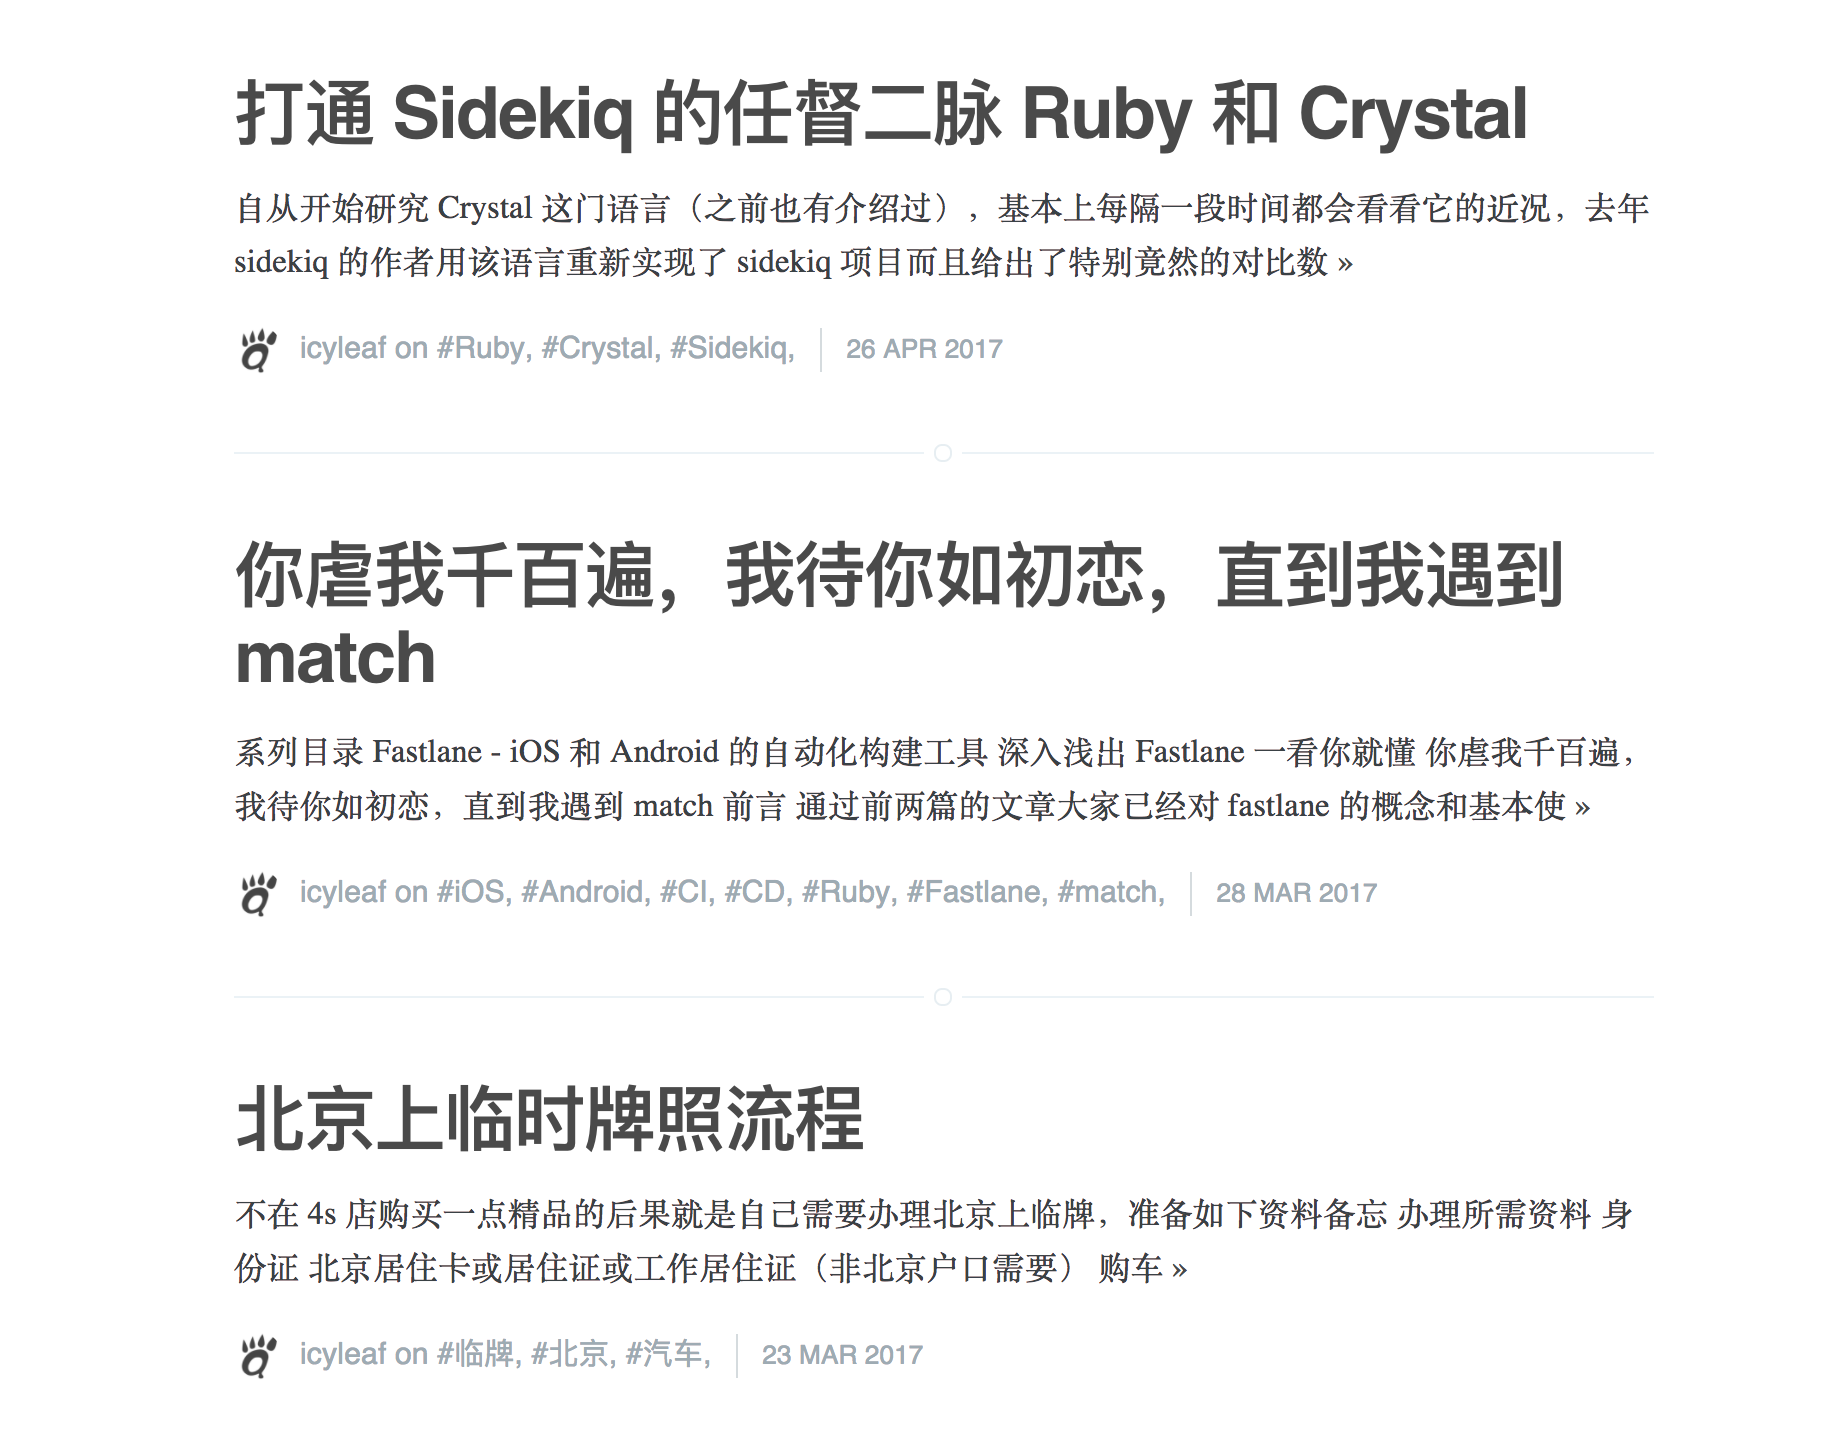 打通 Sidekiq 的任督二脉 Ruby 和 Crystal
自从开始研究 Crystal 这门语言（之前也有介绍过），基本上每隔一段时间都会看看它的近况，去年
sidekiq 的作者用该语言重新实现了 sidekiq 项目而且给出了特别竟然的对比数 »
icyleaf on #Ruby, #Crystal, #Sidekiq, 26 APR 2017
你虐我千百遍，我待你如初恋，直到我遇到
match
系列目录 Fastlane - iOS 和 Android 的自动化构建工具 深入浅出 Fastlane 一看你就懂 你虐我千百遍，
我待你如初恋，直到我遇到 match 前言 通过前两篇的文章大家已经对 fastlane 的概念和基本使 »
icyleaf on #iOS, #Android, #CI, #CD, #Ruby, #Fastlane, #match, 28 MAR 2017
北京上临时牌照流程
不在 4s 店购买一点精品的后果就是自己需要办理北京上临牌，准备如下资料备忘 办理所需资料 身
份证 北京居住卡或居住证或工作居住证（非北京户口需要） 购车 »
icyleaf on #临牌, #北京, #汽车, 23 MAR 2017